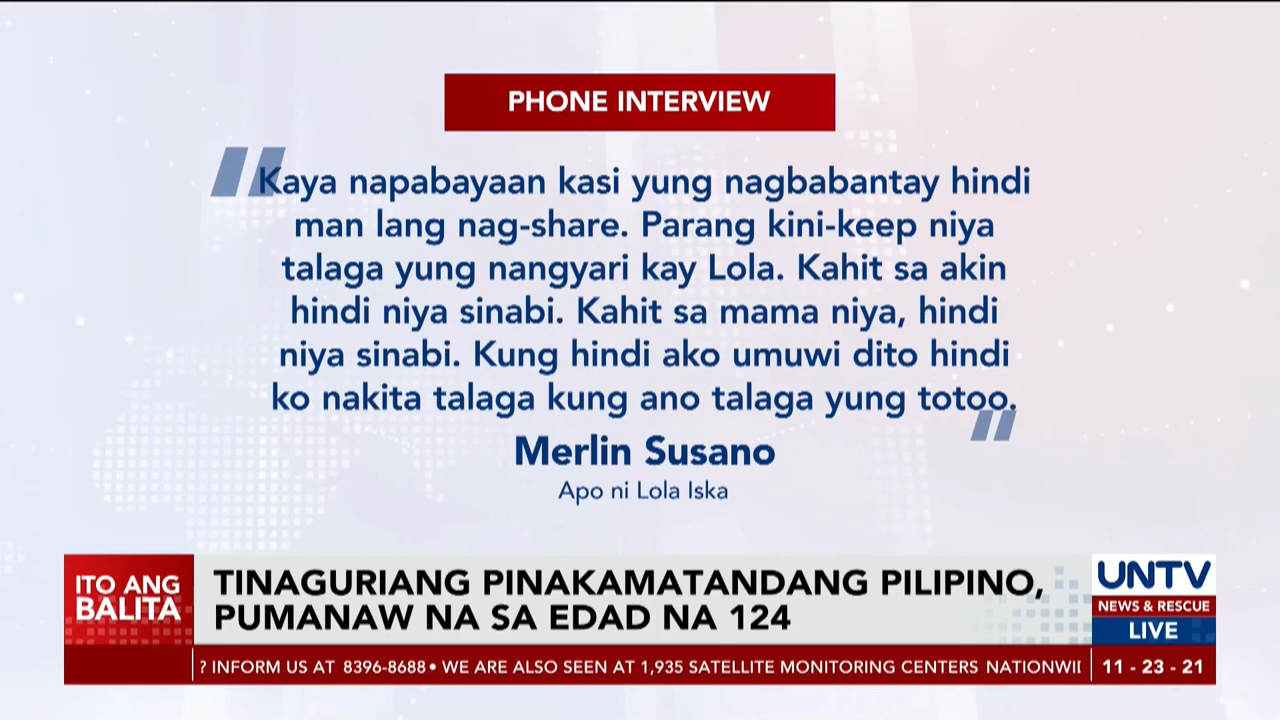 PHONE INTERVIEW
"Kaya napabayaan kasi yung nagbabantay hindi
man lang nag-share. Parang kini-keep niya
talaga yung nangyari kay Lola. Kahit sa akin
hindi niya sinabi. Kahit sa mama niya, hindi
niya sinabi. Kung hindi ako umuwi dito hindi
ko nakita talaga kung ano talaga yung totoo."
Merlin Susano
Apo ni Lola Iska
ITO ANG
BALITA
TINAGURIANG PINAKAMATANDANG PILIPINO,
PUMANAW NA SA EDAD NA 124
UNTV
NEWS & RESCUE
LIVE
? INFORM US AT 8396-8688 • WE ARE ALSO SEEN AT 1,935 SATELLITE MONITORING CENTERS NATIONWI
11 - 23 - 21